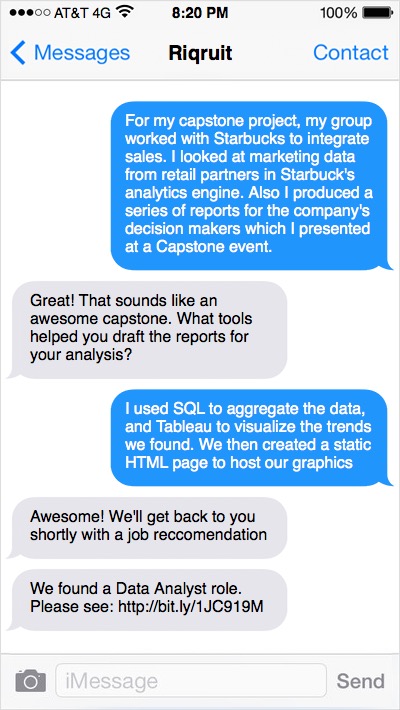 AT&T 4G 8:20 PM 100%
Messages Riqruit Contact
For my capstone project, my group
worked with Starbucks to integrate
sales. I looked at marketing data
from retail partners in Starbuck's
analytics engine. Also I produced a
series of reports for the company's
decision makers which I presented
at a Capstone event.
Great! That sounds like an
awesome capstone. What tools
helped you draft the reports for
your analysis?
I used SQL to aggregate the data,
and Tableau to visualize the trends
we found. We then created a static
HTML page to host our graphics
Awesome! We'll get back to you
shortly with a job reccomendation
We found a Data Analyst role.
Please see: http://bit.ly/1JC919M
iMessage Send